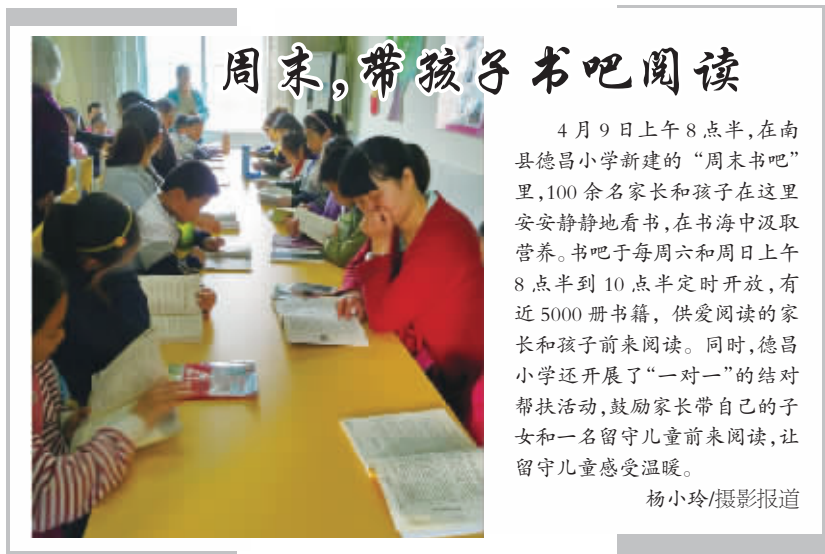 周末，带孩子书吧阅读
4月9日上午8点半，在南
县德昌小学新建的“周末书吧”
里，100余名家长和孩子在这里
安安静静地看书，在书海中汲取
营养。书吧于每周六和周日上午
8点半到10点半定时开放，有
近5000册书籍，供爱阅读的家
长和孩子前来阅读。同时，德昌
小学还开展了“一对一”的结对
帮扶活动，鼓励家长带自己的子
女和一名留守儿童前来阅读，让
留守儿童感受温暖。
杨小玲/摄影报道